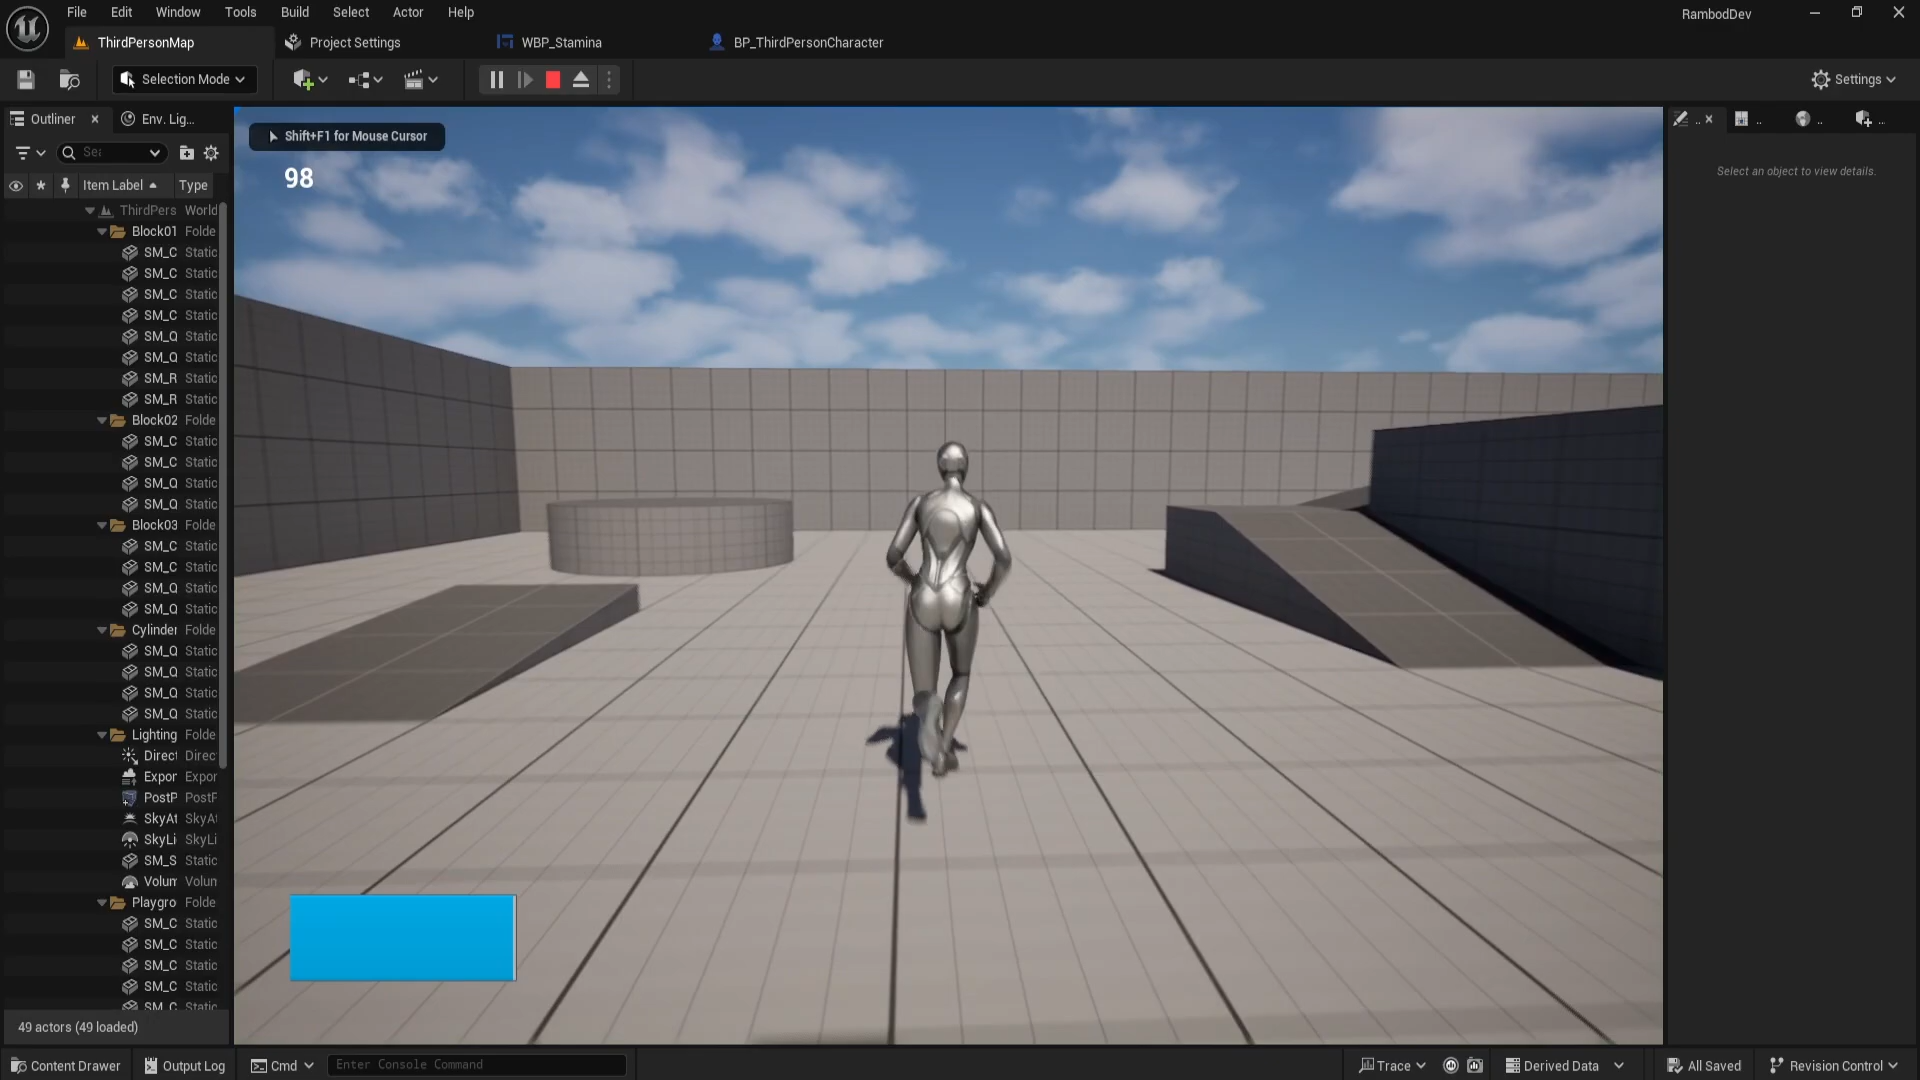 File Edit Window Tools Build Select Actor Help
RambodDev
ThirdPersonMap Project Settings WBP_Stamina BP_ThirdPersonCharacter
Selection Mode
Settings
Outliner Env. Lig...
Shift+F1 for Mouse Cursor
98
Select an object to view details.
Item Label Type
ThirdPers World
Block01 Folde
SM_C Static
SM_C Static
SM_C Static
SM_C Static
SM_Q Static
SM_Q Static
SM_R Static
SM_R Static
Block02 Folde
SM_C Static
SM_C Static
SM_Q Static
SM_Q Static
Block03 Folde
SM_C Static
SM_C Static
SM_Q Static
SM_Q Static
Cylinder Folde
SM_Q Static
SM_Q Static
SM_Q Static
SM_Q Static
Lighting Folde
Direct Direc
Expor Expor
PostP PostP
SkyAt SkyAt
SkyLi SkyLi
SM_S Static
Volum Volum
Playgro Folde
SM_C Static
SM_C Static
SM_C Static
SM_C Static
SM_C Static
49 actors (49 loaded)
Content Drawer Output Log Cmd Enter Console Command Trace Derived Data All Saved Revision Control